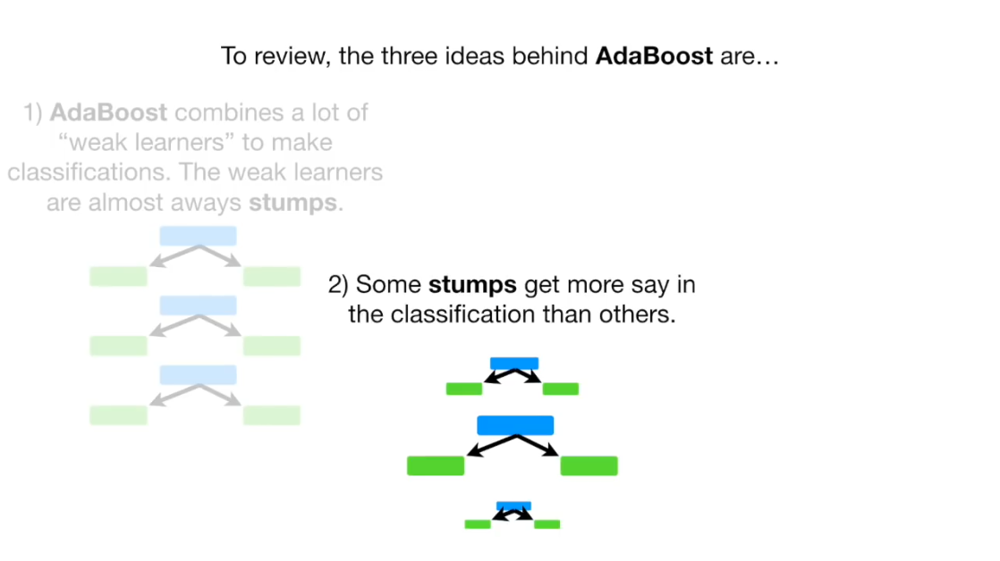 To review, the three ideas behind AdaBoost are…
1) AdaBoost combines a lot of
“weak learners” to make
classifications. The weak learners
are almost aways stumps.
2) Some stumps get more say in
the classification than others.